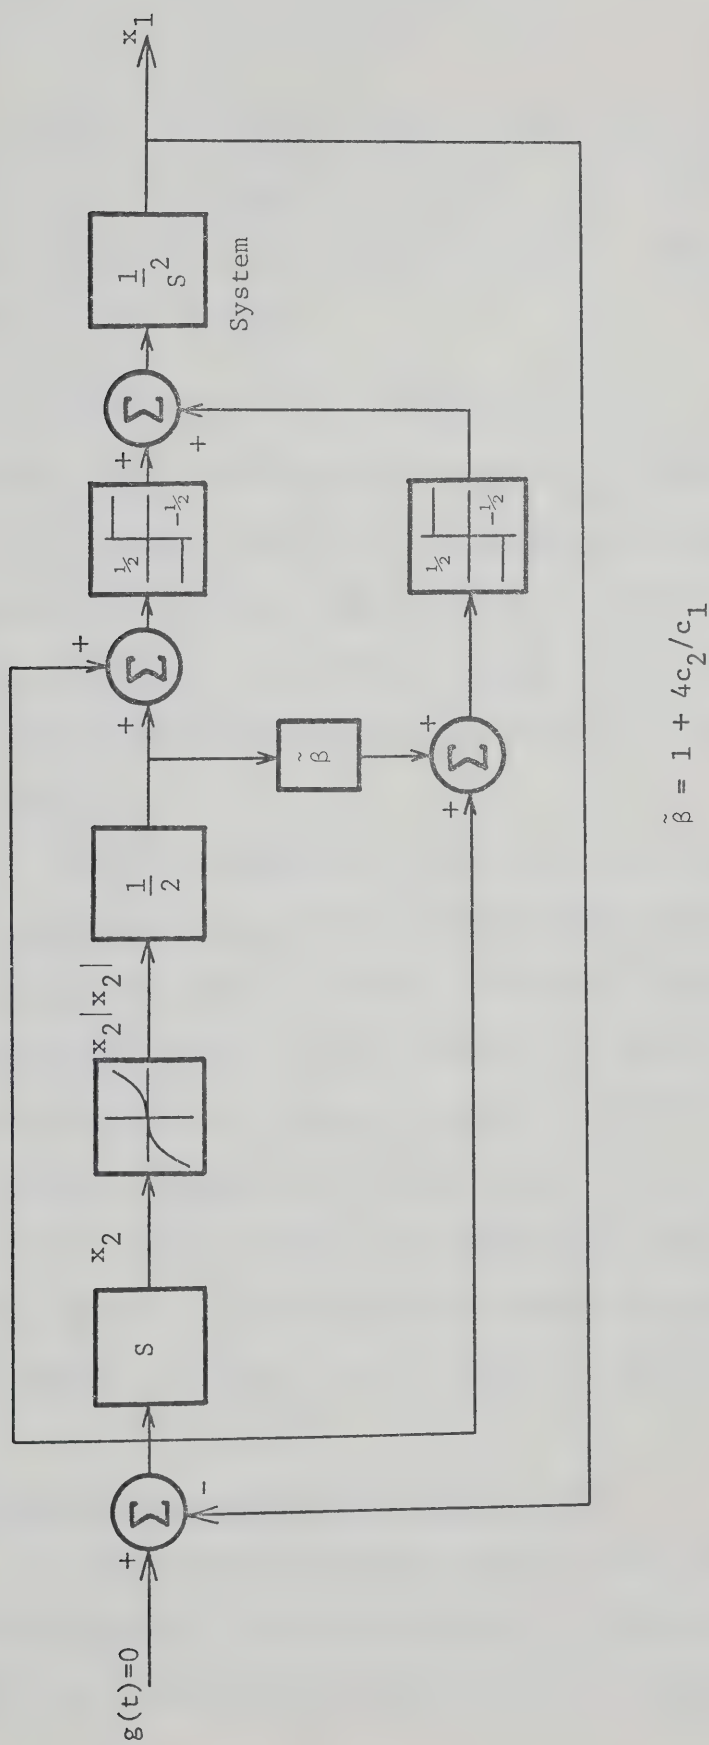 g(t)=0
+
-
Σ
S
x2
x2|x2|
1
2
+
+
Σ
½
-½
+
+
Σ
1
S2
System
x1
β̃
+
+
Σ
½
-½
β̃ = 1 + 4c2/c1